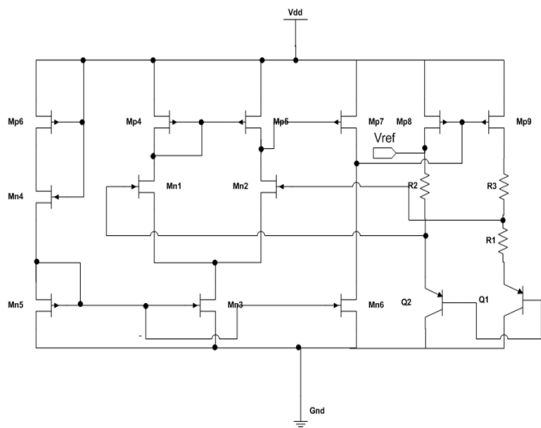 Vdd
Mp6
Mp4
Mp5
Mp7
Mp8
Mp9
Vref
Mn4
Mn1
Mn2
R2
R3
R1
Mn5
Mn3
Mn6
Q2
Q1
Gnd